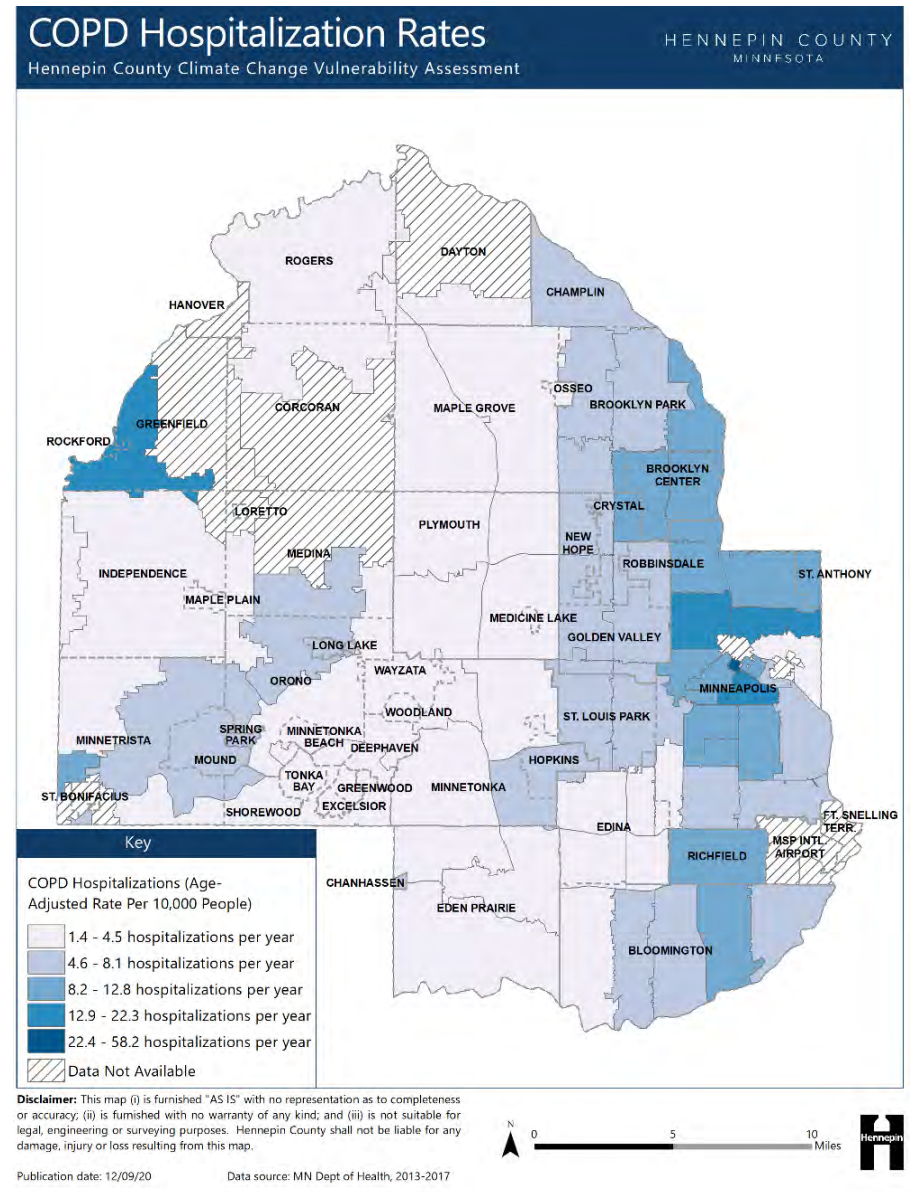 COPD Hospitalization Rates
Hennepin County Climate Change Vulnerability Assessment
HENNEPIN COUNTY
MINNESOTA
ROGERS
DAYTON
CHAMPLIN
HANOVER
OSSEO
BROOKLYN PARK
CORCORAN
MAPLE GROVE
GREENFIELD
ROCKFORD
BROOKLYN
CENTER
CRYSTAL
LORETTO
PLYMOUTH
NEW
HOPE
MEDINA
ROBBINSDALE
INDEPENDENCE
ST. ANTHONY
MAPLE PLAIN
MEDICINE LAKE
GOLDEN VALLEY
LONG LAKE
WAYZATA
ORONO
MINNEAPOLIS
WOODLAND
ST. LOUIS PARK
SPRING
PARK
MINNETONKA
BEACH
MINNETRISTA
DEEPHAVEN
MOUND
HOPKINS
TONKA
BAY
GREENWOOD
MINNETONKA
ST. BONIFACIUS
EXCELSIOR
SHOREWOOD
FT. SNELLING
TERR.
EDINA
MSP INTL.
AIRPORT
RICHFIELD
CHANHASSEN
EDEN PRAIRIE
BLOOMINGTON
Key
COPD Hospitalizations (Age-
Adjusted Rate Per 10,000 People)
1.4 - 4.5 hospitalizations per year
4.6 - 8.1 hospitalizations per year
8.2 - 12.8 hospitalizations per year
12.9 - 22.3 hospitalizations per year
22.4 - 58.2 hospitalizations per year
Data Not Available
Disclaimer: This map (i) is furnished "AS IS" with no representation as to completeness
or accuracy; (ii) is furnished with no warranty of any kind; and (iii) is not suitable for
legal, engineering or surveying purposes. Hennepin County shall not be liable for any
damage, injury or loss resulting from this map.
N
0 5 10
Miles
Hennepin
Publication date: 12/09/20 Data source: MN Dept of Health, 2013-2017